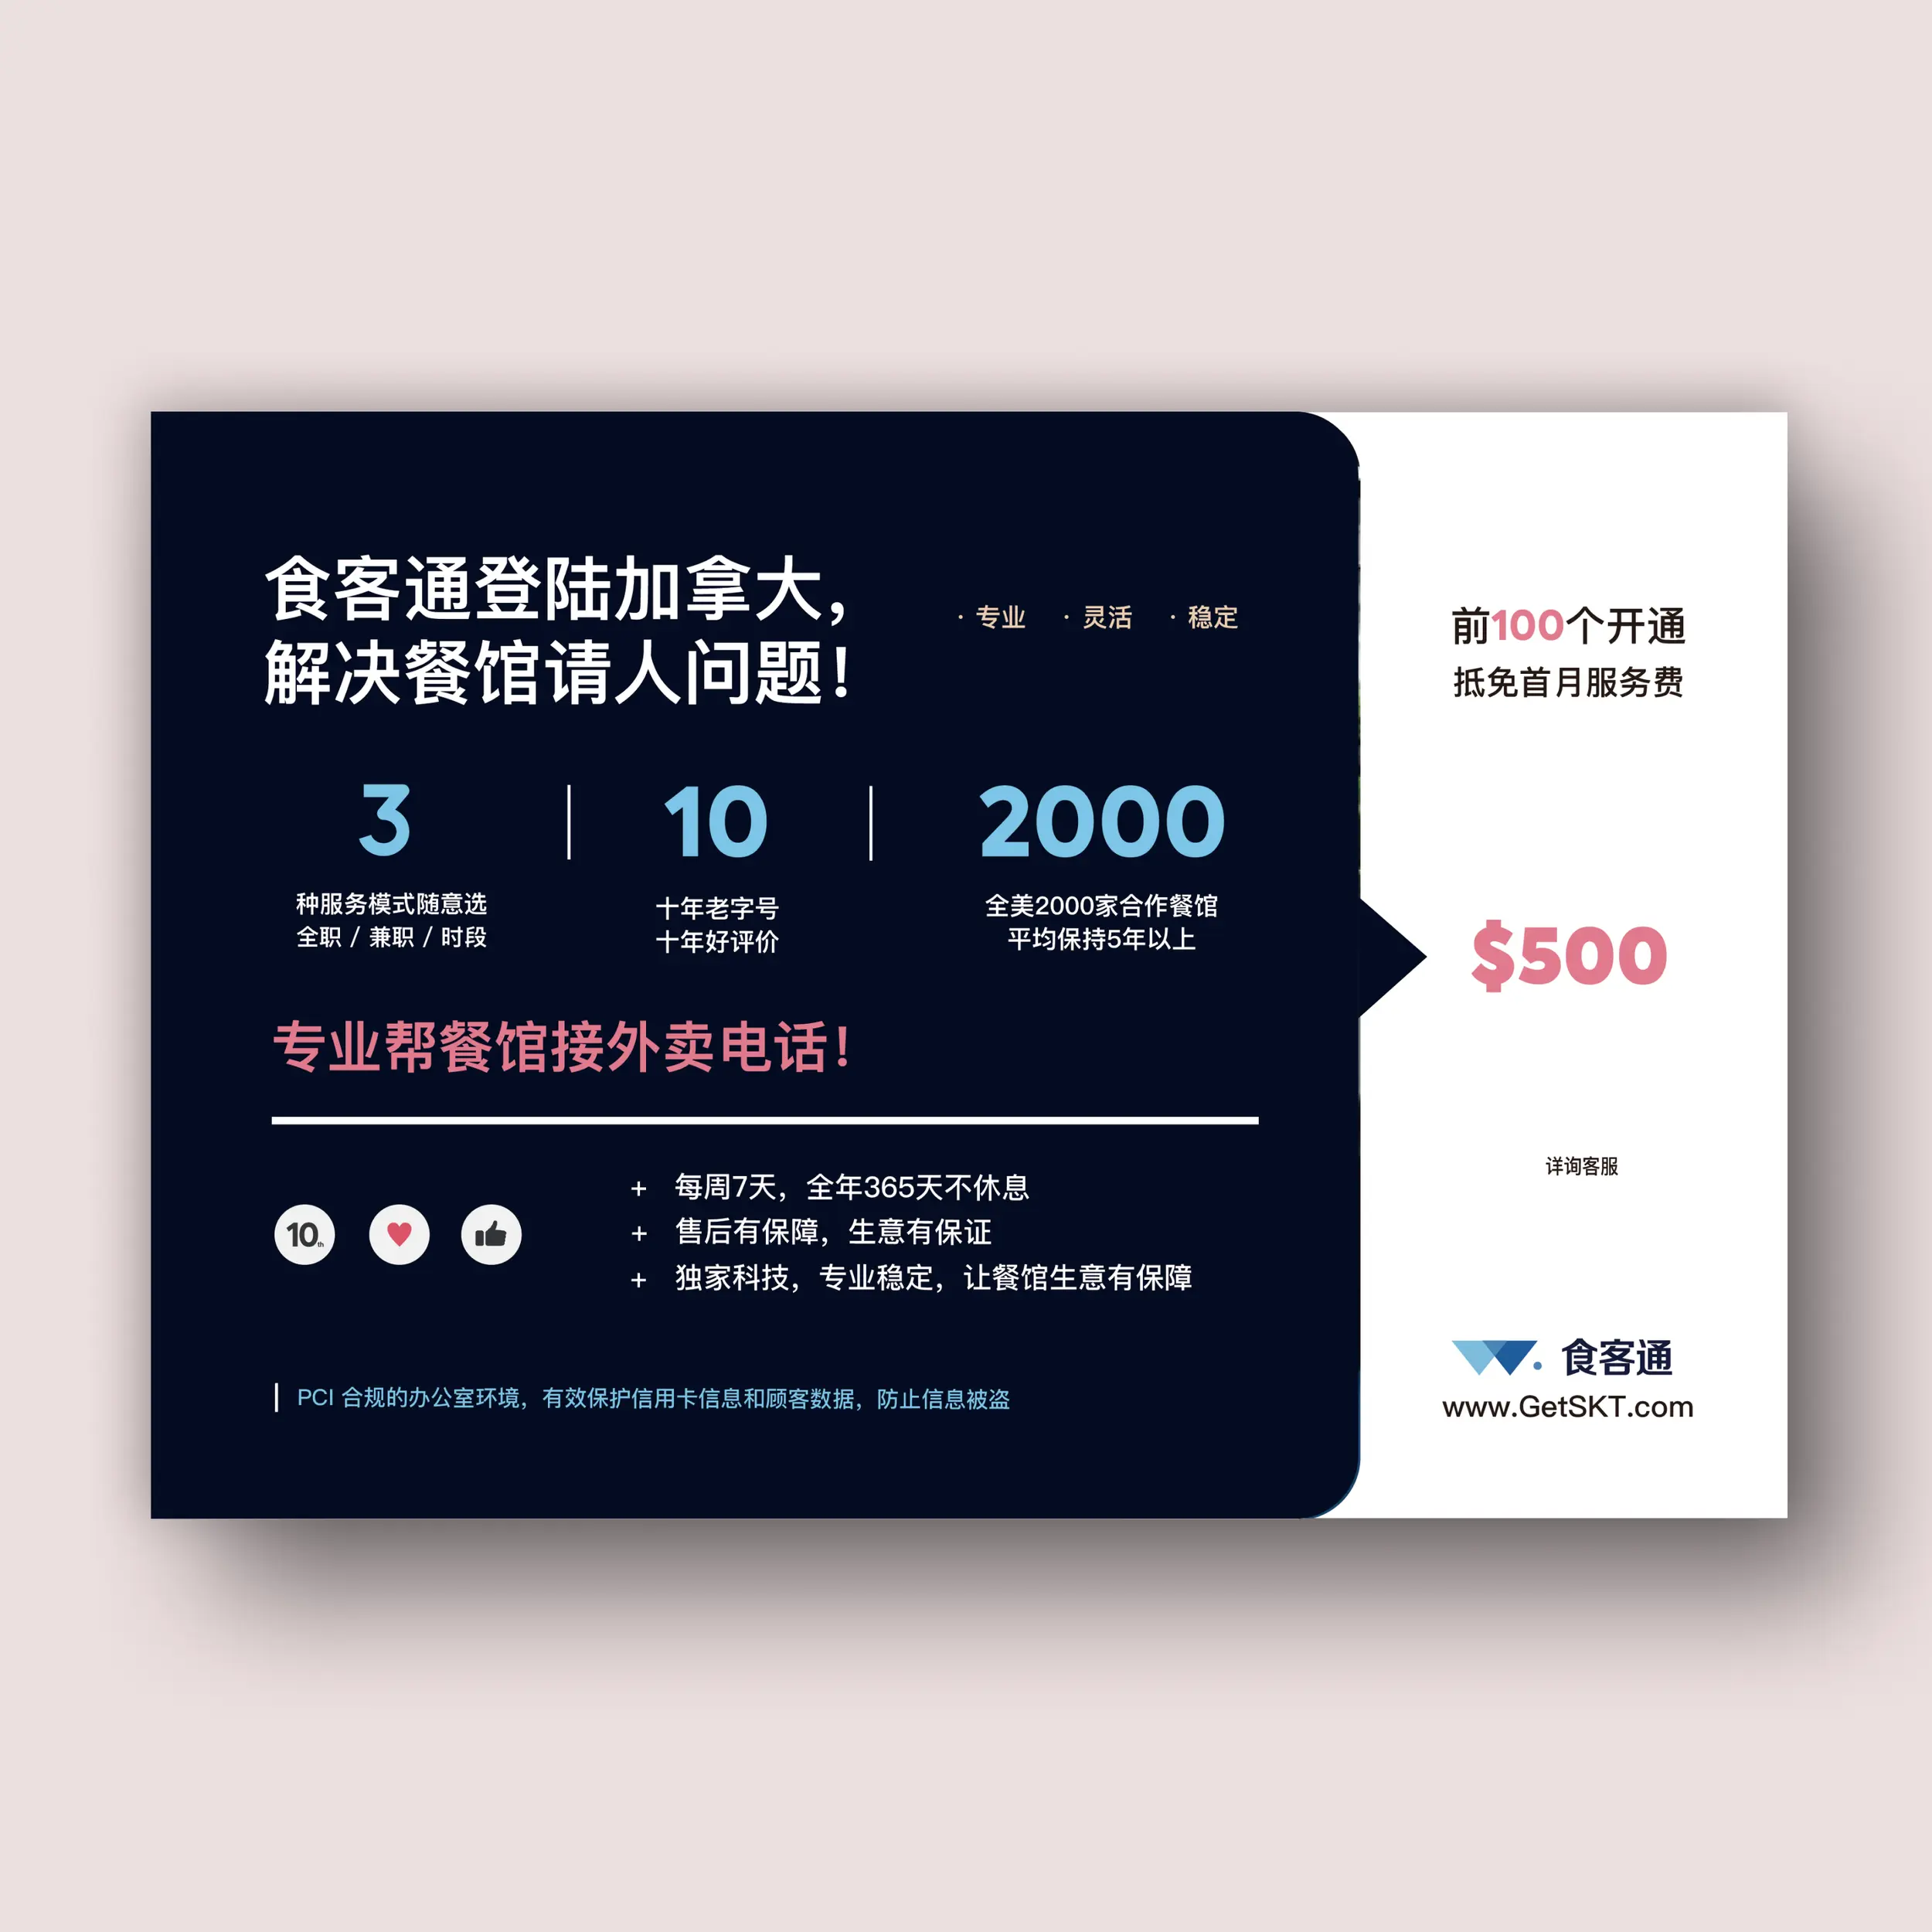 食客通登陆加拿大，
解决餐馆请人问题！
· 专业 · 灵活 · 稳定
3
种服务模式随意选
全职 / 兼职 / 时段
10
十年老字号
十年好评价
2000
全美2000家合作餐馆
平均保持5年以上
专业帮餐馆接外卖电话！
10th
+ 每周7天，全年365天不休息
+ 售后有保障，生意有保证
+ 独家科技，专业稳定，让餐馆生意有保障
PCI 合规的办公室环境，有效保护信用卡信息和顾客数据，防止信息被盗
前100个开通
抵免首月服务费
$500
详询客服
食客通
www.GetSKT.com